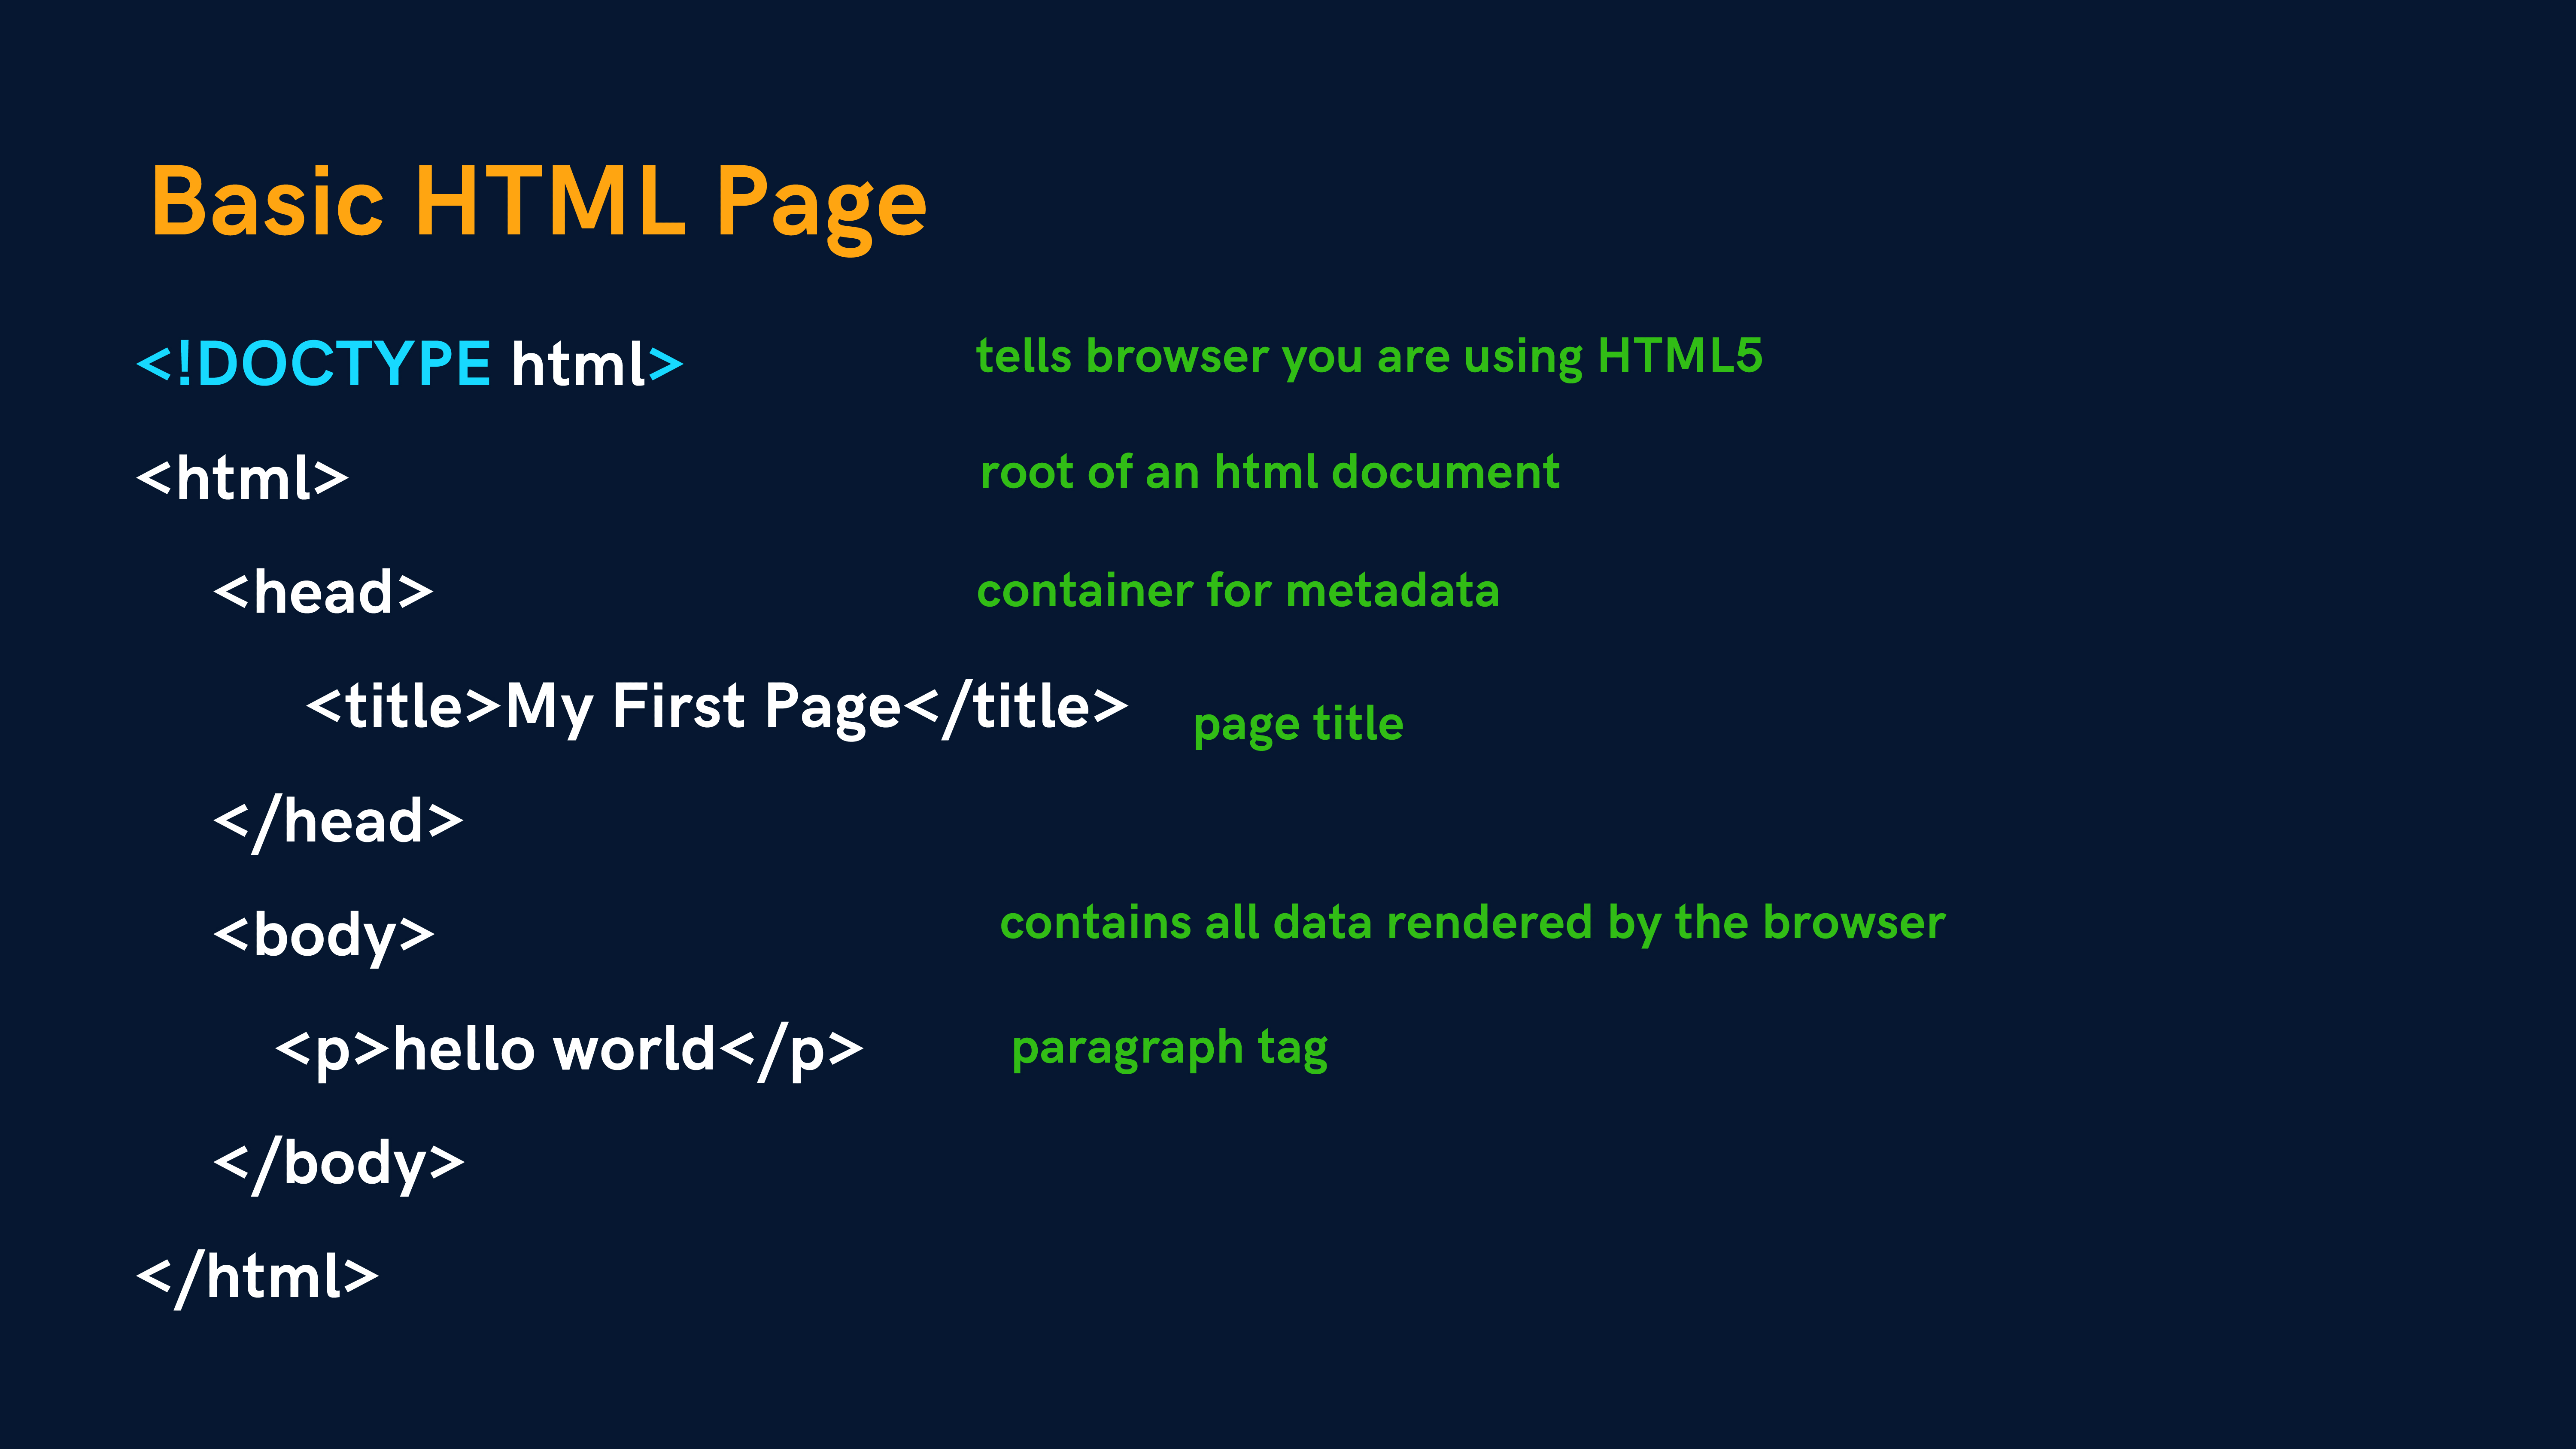 Basic HTML Page
<!DOCTYPE html> tells browser you are using HTML5
<html> root of an html document
<head> container for metadata
<title>My First Page</title> page title
</head>
<body> contains all data rendered by the browser
<p>hello world</p> paragraph tag
</body>
</html>